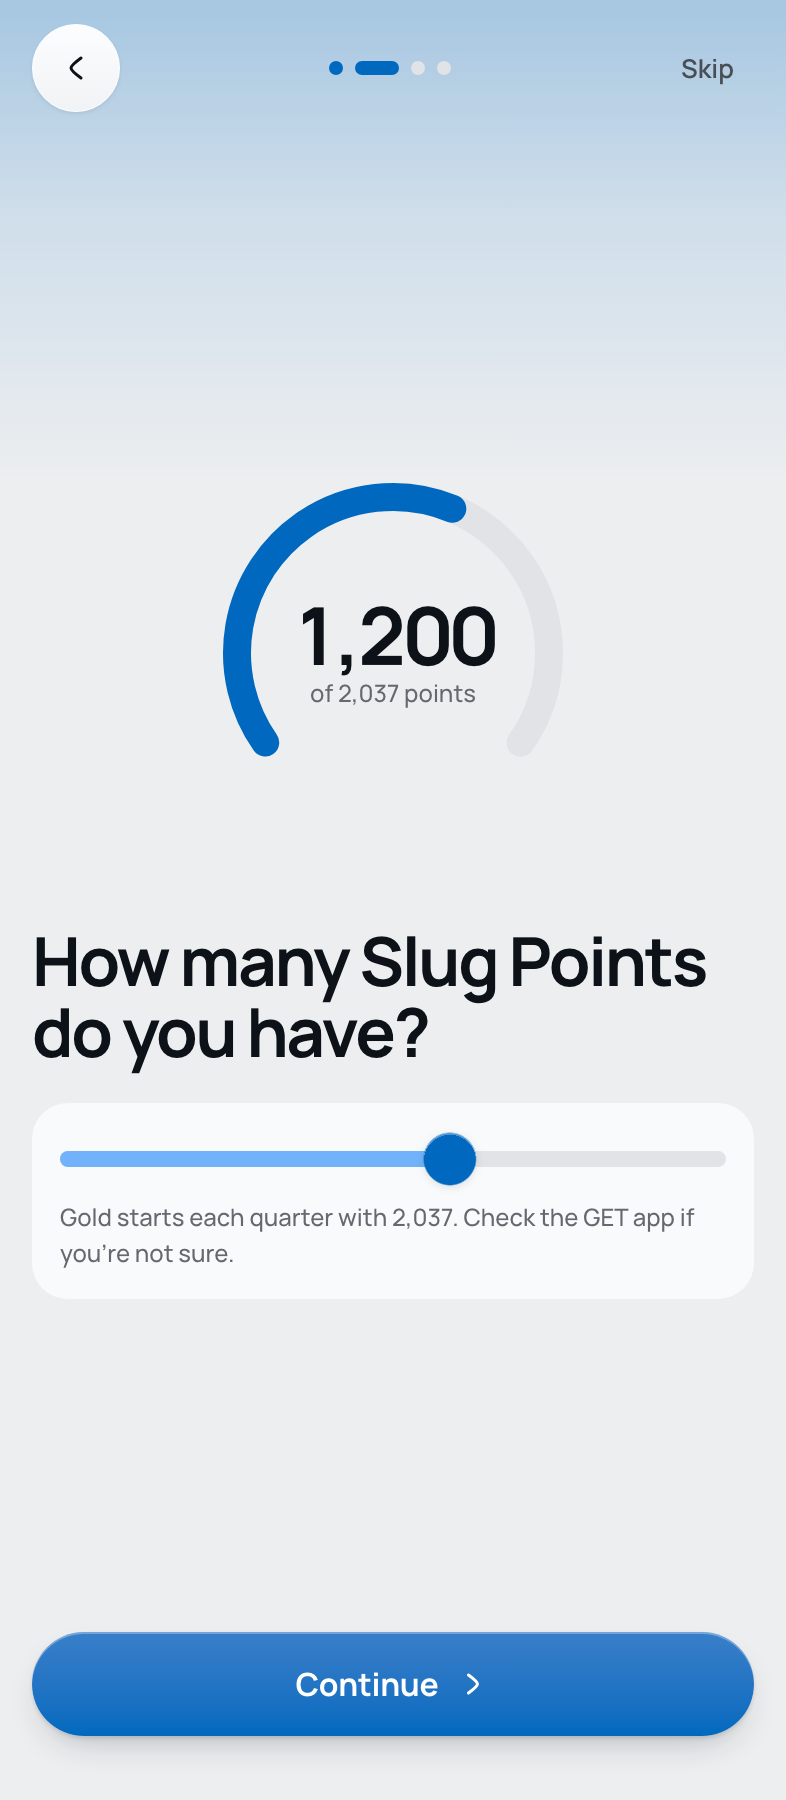 Skip
1,200
of 2,037 points
How many Slug Points
do you have?
Gold starts each quarter with 2,037. Check the GET app if
you're not sure.
Continue